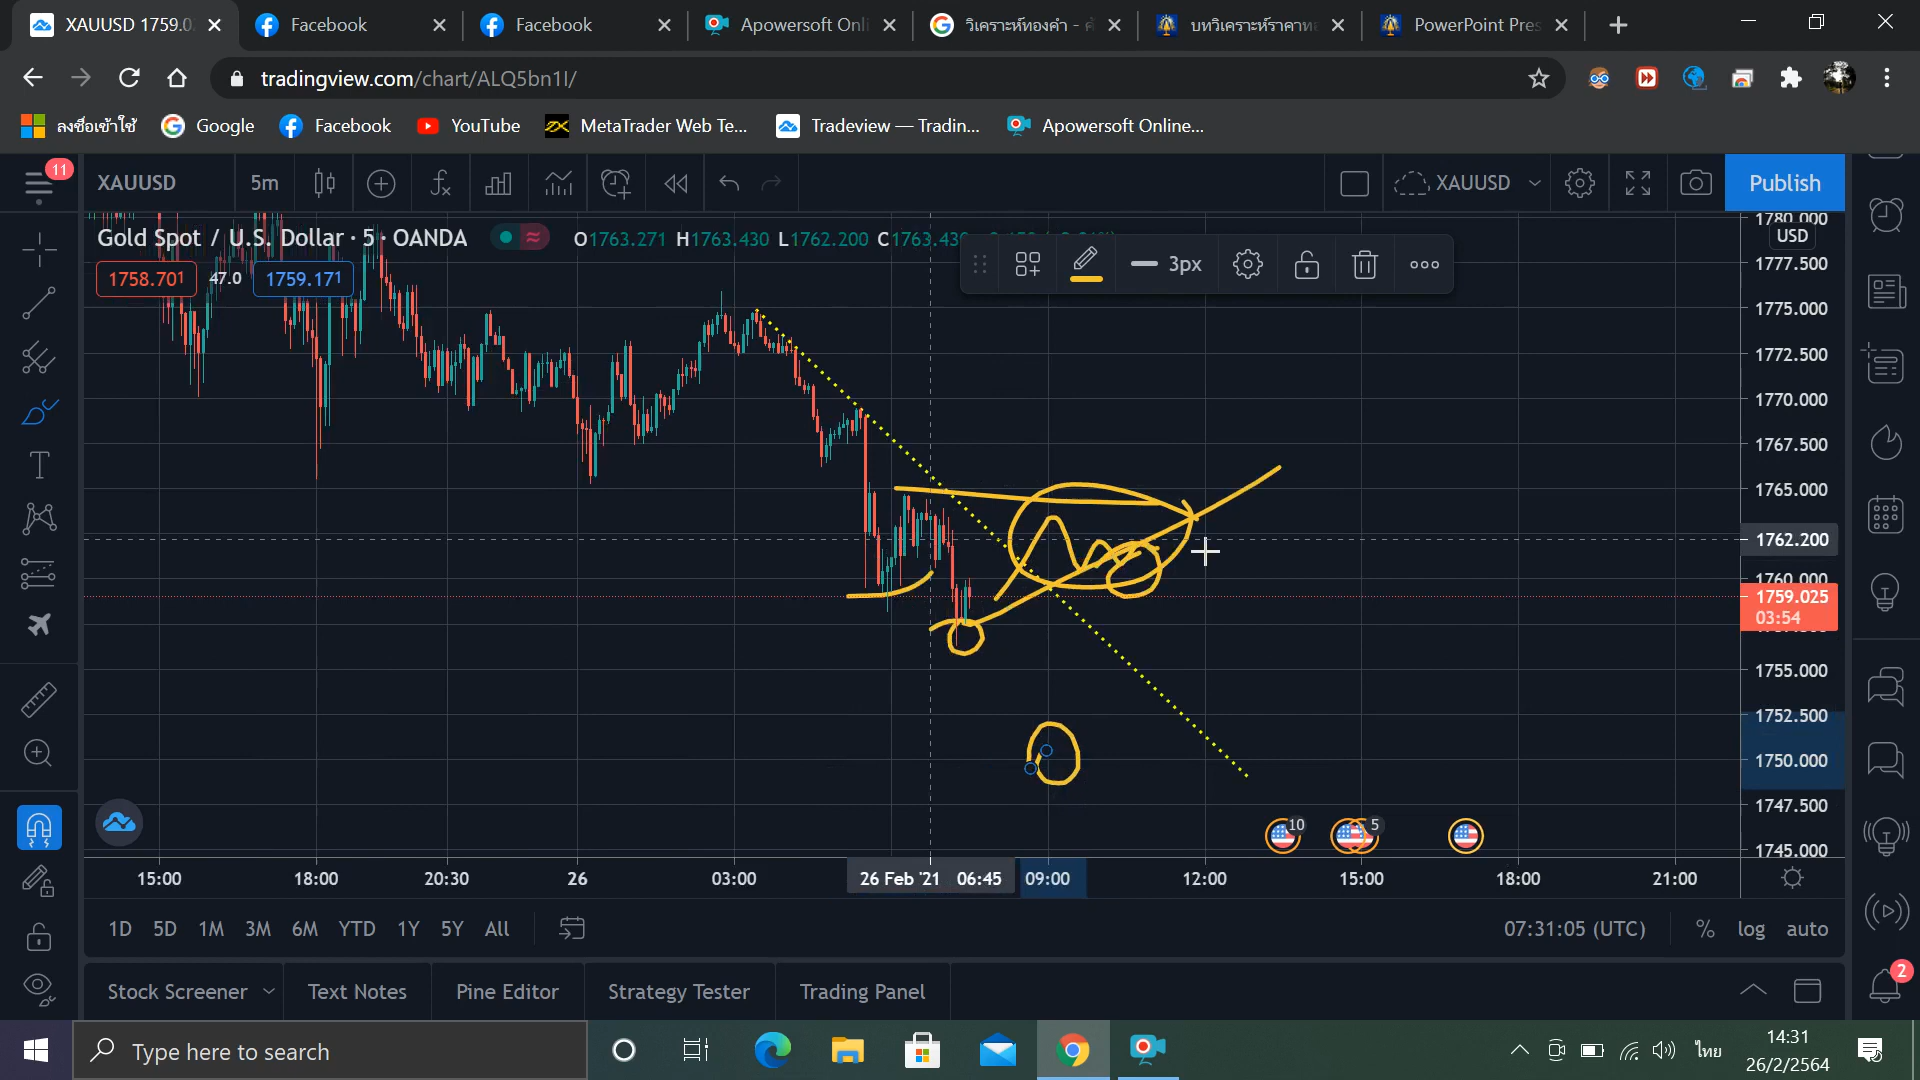 XAUUSD 1759.0
Facebook
Facebook
Apowersoft Onli
วิเคราะห์ทองคำ - ค้
บทวิเคราะห์ราคาทอ
PowerPoint Pres
tradingview.com/chart/ALQ5bn1I/
ลงชื่อเข้าใช้
Google
Facebook
YouTube
MetaTrader Web Te...
Tradeview — Tradin...
Apowersoft Online...
11
XAUUSD
5m
XAUUSD
Publish
Gold Spot / U.S. Dollar · 5 · OANDA
O1763.271 H1763.430 L1762.200 C1763.430
1758.701
47.0
1759.171
3px
1780.000
USD
1777.500
1775.000
1772.500
1770.000
1767.500
1765.000
1762.200
1760.000
1759.025
03:54
1755.000
1752.500
1750.000
1747.500
1745.000
10
5
15:00
18:00
20:30
26
03:00
26 Feb '21 06:45
09:00
12:00
15:00
18:00
21:00
1D 5D 1M 3M 6M YTD 1Y 5Y All
07:31:05 (UTC)
%
log
auto
Stock Screener
Text Notes
Pine Editor
Strategy Tester
Trading Panel
2
Type here to search
ไทย
14:31
26/2/2564